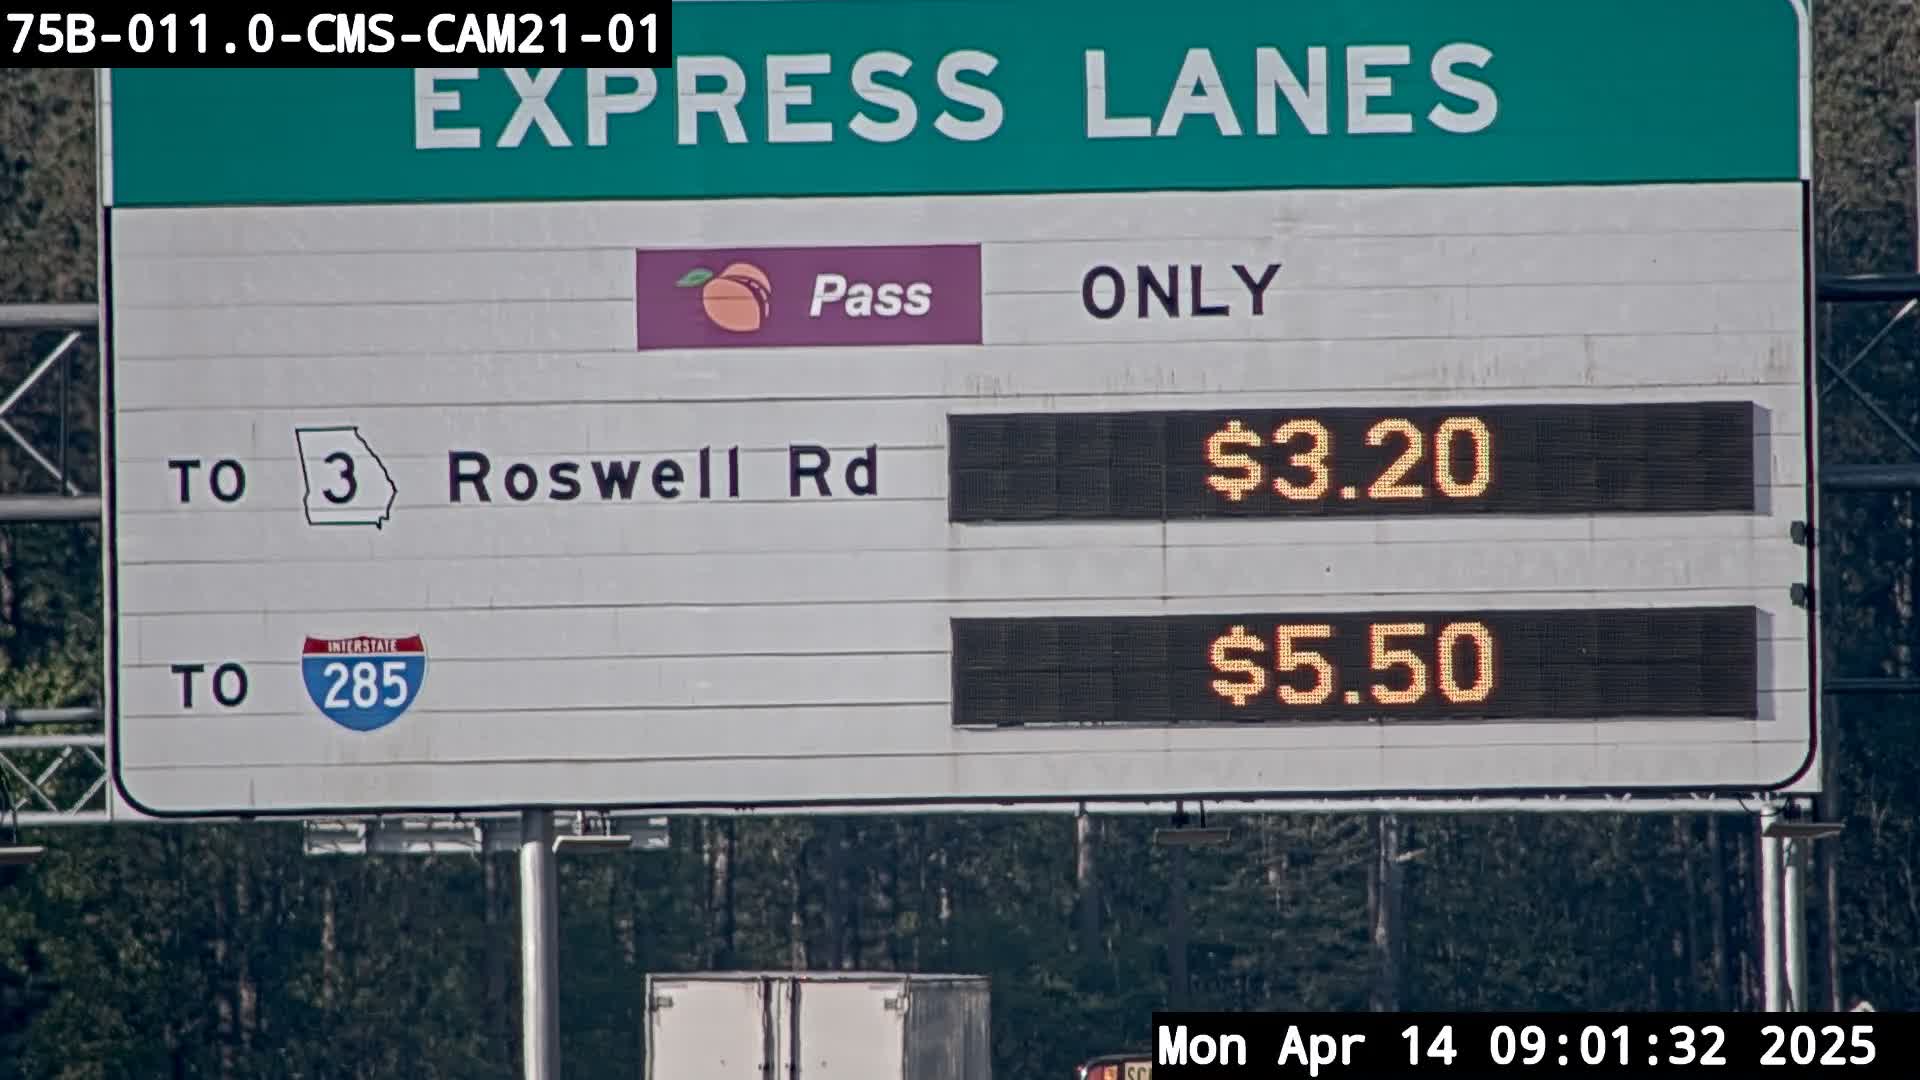 75B-011.0-CMS-CAM21-01
EXPRESS LANES
Pass ONLY
TO 3 Roswell Rd $3.20
INTERSTATE
TO 285 $5.50
Mon Apr 14 09:01:32 2025